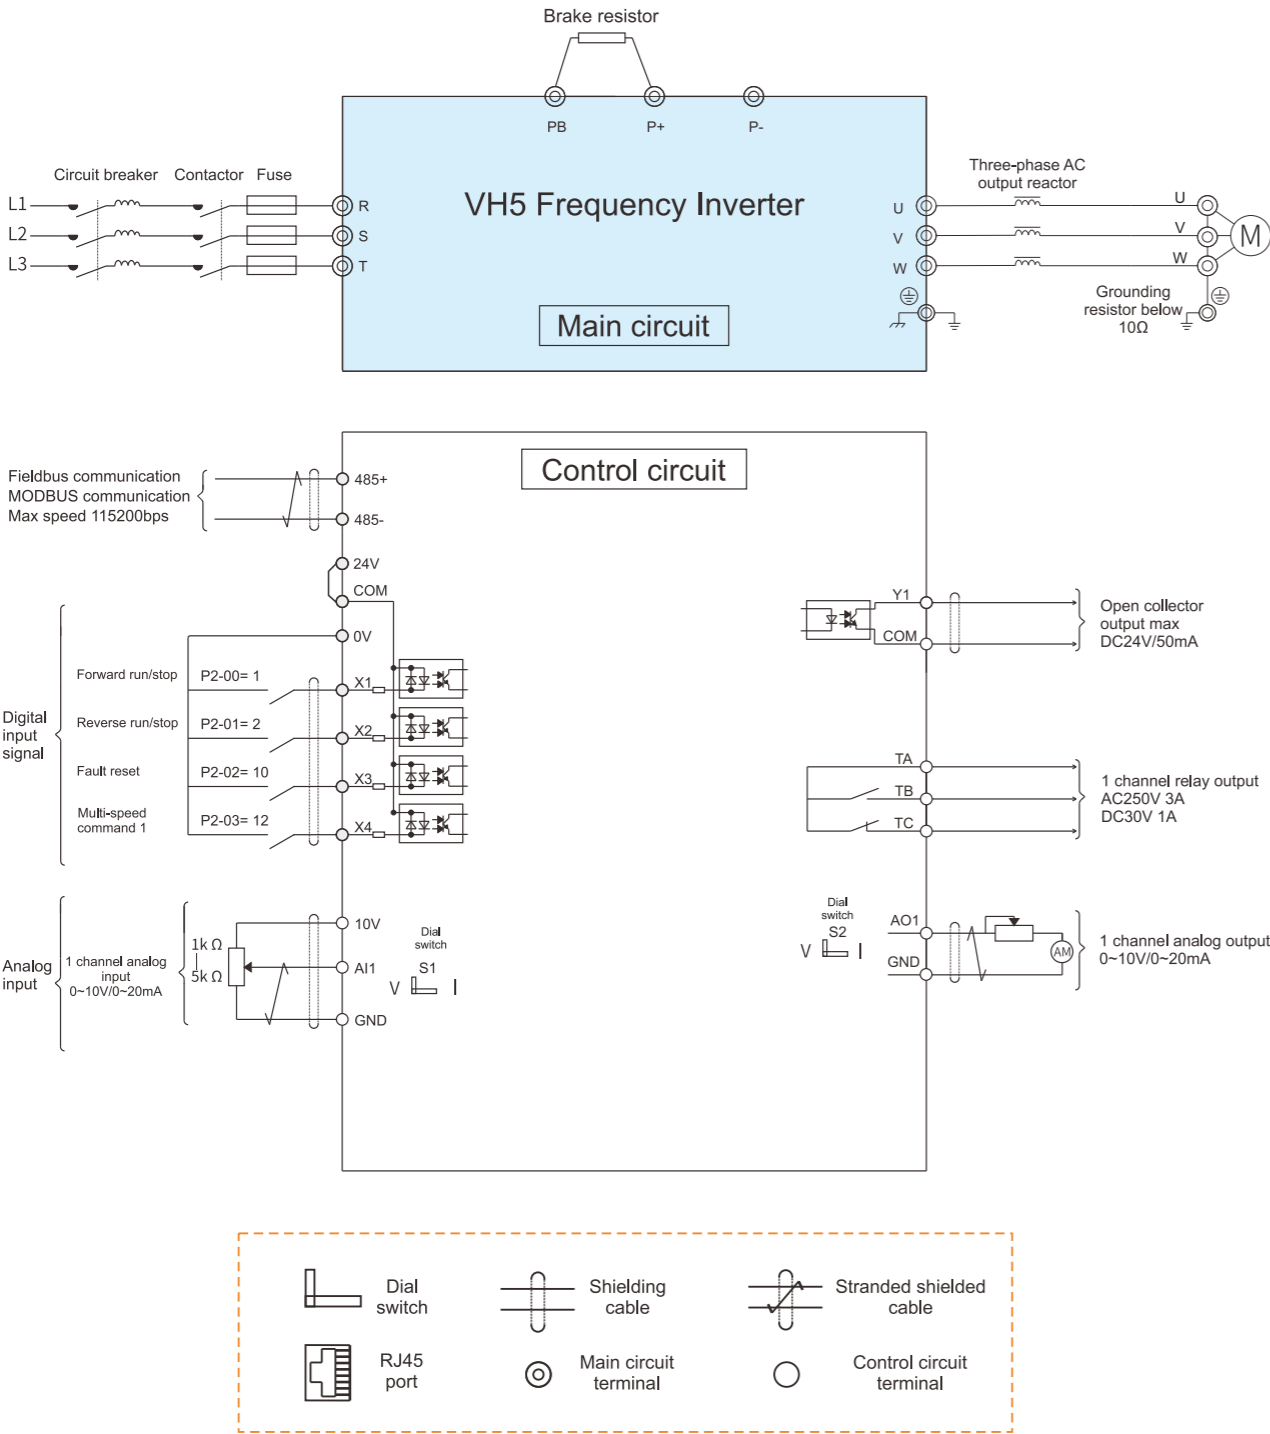 Brake resistor
PB
P+
P-
Circuit breaker
Contactor
Fuse
L1
L2
L3
R
S
T
VH5 Frequency Inverter
Main circuit
U
V
W
Three-phase AC
output reactor
U
V
W
M
Grounding
resistor below
10Ω
Control circuit
Fieldbus communication
MODBUS communication
Max speed 115200bps
485+
485-
24V
COM
0V
Digital
input
signal
Forward run/stop
P2-00= 1
X1
Reverse run/stop
P2-01= 2
X2
Fault reset
P2-02= 10
X3
Multi-speed
command 1
P2-03= 12
X4
Analog
input
1 channel analog
input
0~10V/0~20mA
1k Ω
5k Ω
10V
AI1
GND
Dial
switch
S1
V
I
Y1
COM
Open collector
output max
DC24V/50mA
TA
TB
TC
1 channel relay output
AC250V 3A
DC30V 1A
Dial
switch
S2
V
I
AO1
GND
AM
1 channel analog output
0~10V/0~20mA
Dial
switch
Shielding
cable
Stranded shielded
cable
RJ45
port
Main circuit
terminal
Control circuit
terminal